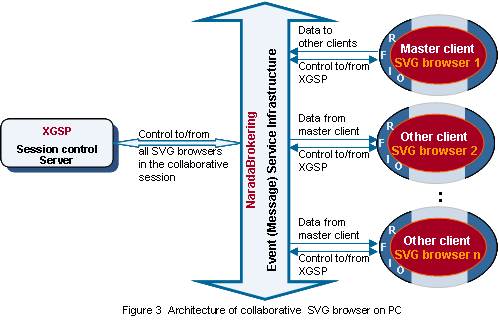 XGSP
Session control
Server
Control to/from
all SVG browsers
in the collaborative
session
NaradaBrokering
Event (Message) Service Infrastructure
Data to
other clients
Control to/from
XGSP
R
F
I
O
Master client
SVG browser 1
Data from
master client
Control to/from
XGSP
R
F
I
O
Other client
SVG browser 2
:
Data from
master client
Control to/from
XGSP
R
F
I
O
Other client
SVG browser n
Figure 3 Architecture of collaborative SVG browser on PC